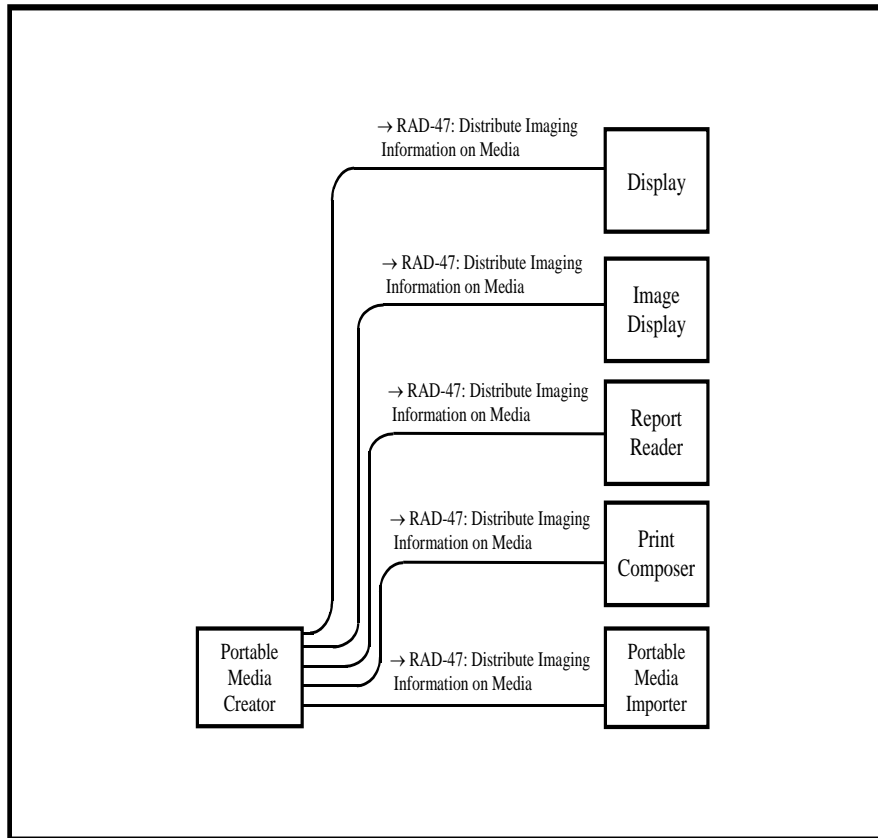 → RAD-47: Distribute Imaging
Information on Media
Display
→ RAD-47: Distribute Imaging
Information on Media
Image
Display
→ RAD-47: Distribute Imaging
Information on Media
Report
Reader
→ RAD-47: Distribute Imaging
Information on Media
Print
Composer
Portable
Media
Creator
→ RAD-47: Distribute Imaging
Information on Media
Portable
Media
Importer